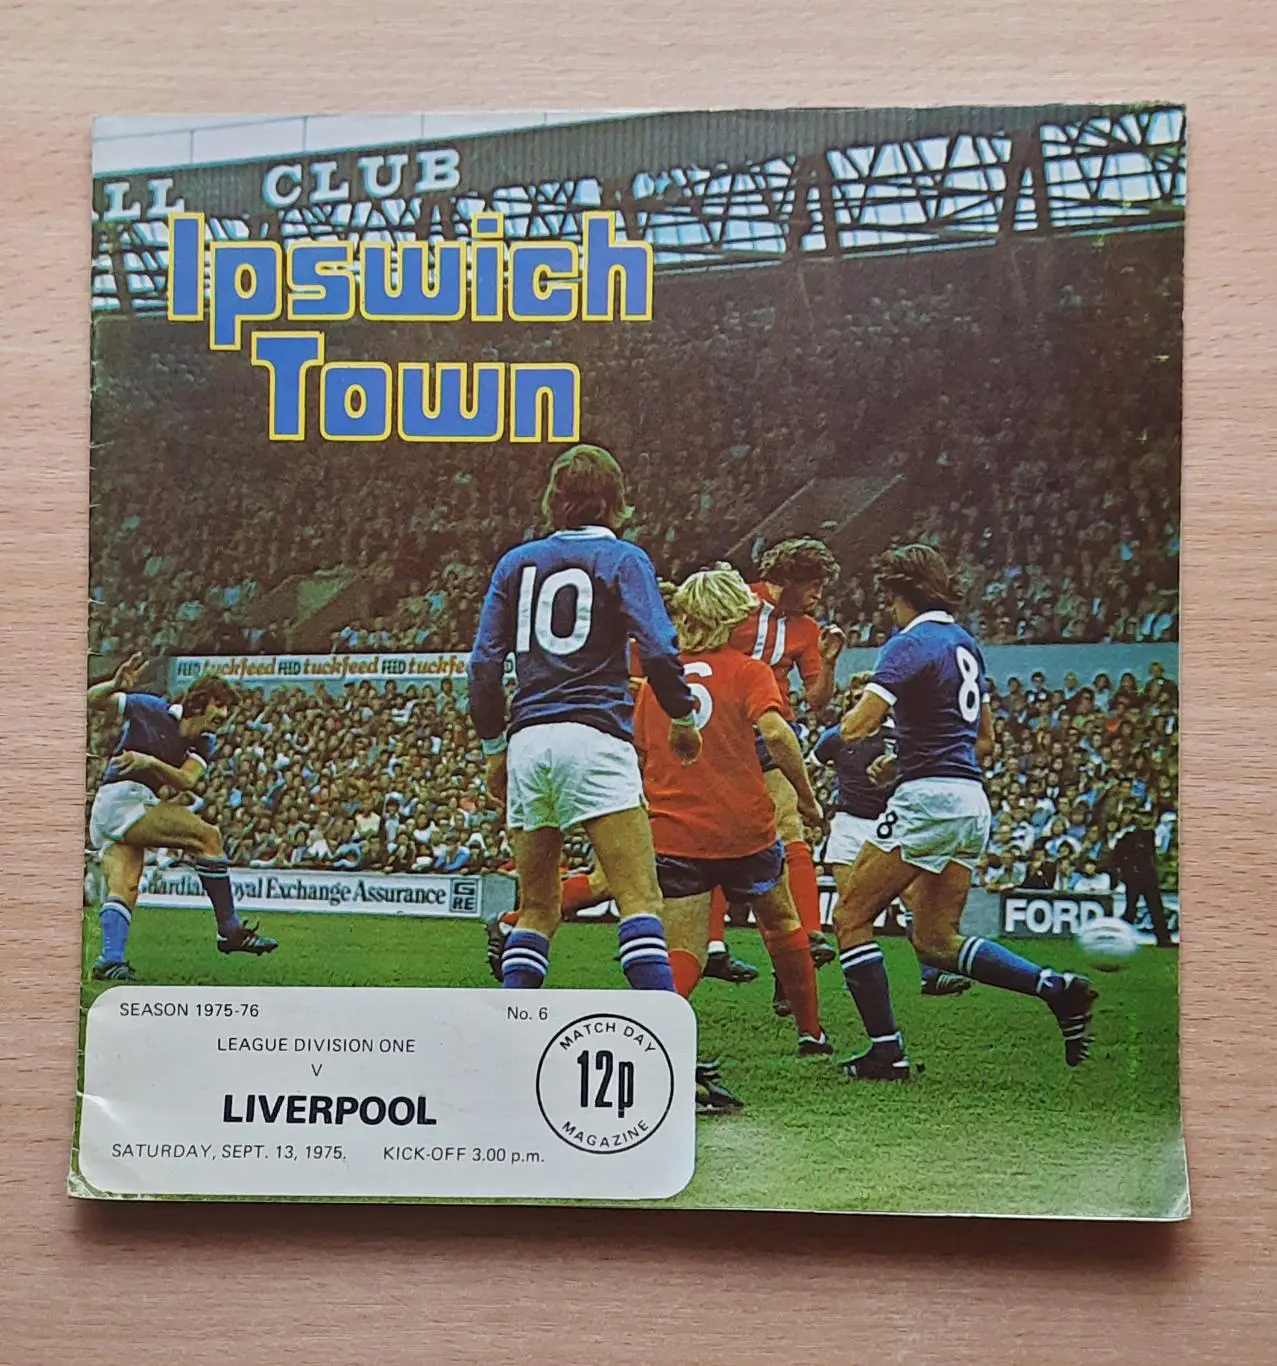 LL CLUB
Ipswich
Town
10
6
8
8
FEED tuckfeed FEED tuckfeed FEED tuckfeed
Royal Exchange Assurance
GRE
FORD
SEASON 1975-76
No. 6
LEAGUE DIVISION ONE
V
LIVERPOOL
SATURDAY, SEPT. 13, 1975.
KICK-OFF 3.00 p.m.
MATCH DAY
12p
MAGAZINE